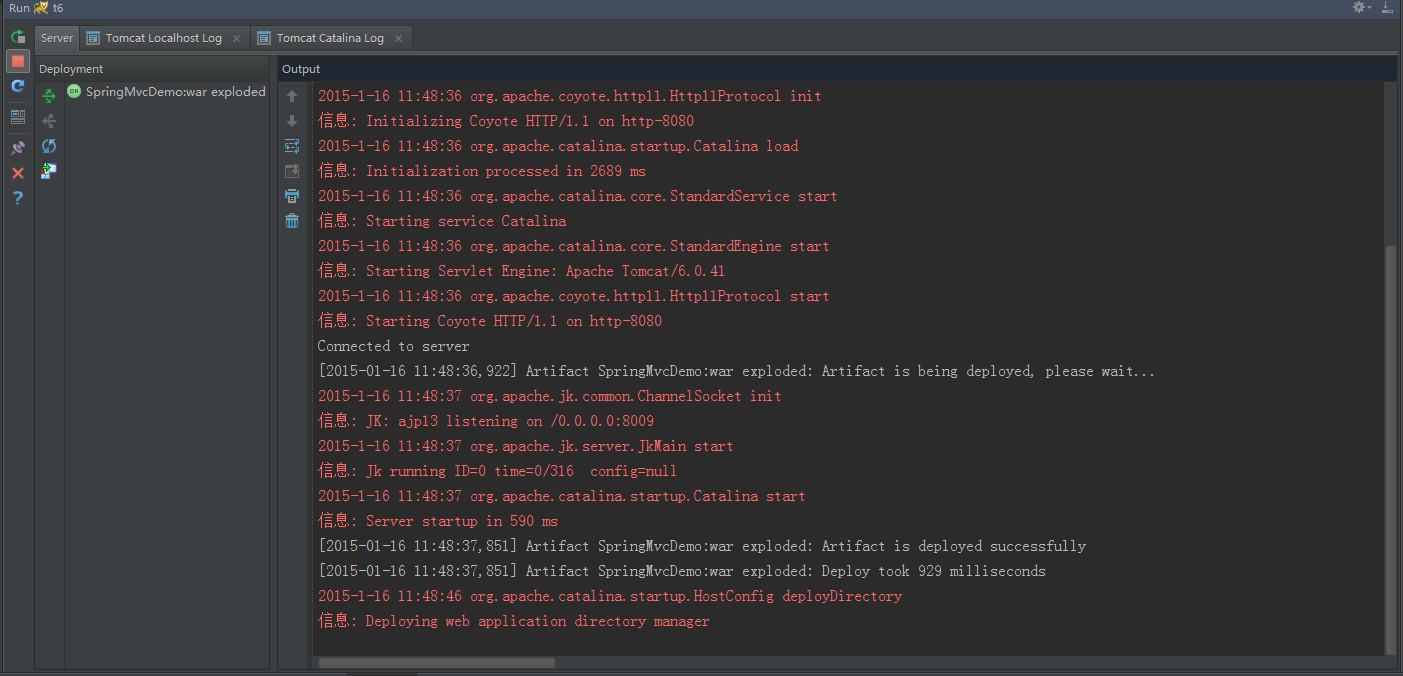 Run t6
Server Tomcat Localhost Log Tomcat Catalina Log
Deployment
Output
SpringMvcDemo:war exploded
2015-1-16 11:48:36 org.apache.coyote.http11.Http11Protocol init
信息: Initializing Coyote HTTP/1.1 on http-8080
2015-1-16 11:48:36 org.apache.catalina.startup.Catalina load
信息: Initialization processed in 2689 ms
2015-1-16 11:48:36 org.apache.catalina.core.StandardService start
信息: Starting service Catalina
2015-1-16 11:48:36 org.apache.catalina.core.StandardEngine start
信息: Starting Servlet Engine: Apache Tomcat/6.0.41
2015-1-16 11:48:36 org.apache.coyote.http11.Http11Protocol start
信息: Starting Coyote HTTP/1.1 on http-8080
Connected to server
[2015-01-16 11:48:36,922] Artifact SpringMvcDemo:war exploded: Artifact is being deployed, please wait...
2015-1-16 11:48:37 org.apache.jk.common.ChannelSocket init
信息: JK: ajp13 listening on /0.0.0.0:8009
2015-1-16 11:48:37 org.apache.jk.server.JkMain start
信息: Jk running ID=0 time=0/316  config=null
2015-1-16 11:48:37 org.apache.catalina.startup.Catalina start
信息: Server startup in 590 ms
[2015-01-16 11:48:37,851] Artifact SpringMvcDemo:war exploded: Artifact is deployed successfully
[2015-01-16 11:48:37,851] Artifact SpringMvcDemo:war exploded: Deploy took 929 milliseconds
2015-1-16 11:48:46 org.apache.catalina.startup.HostConfig deployDirectory
信息: Deploying web application directory manager